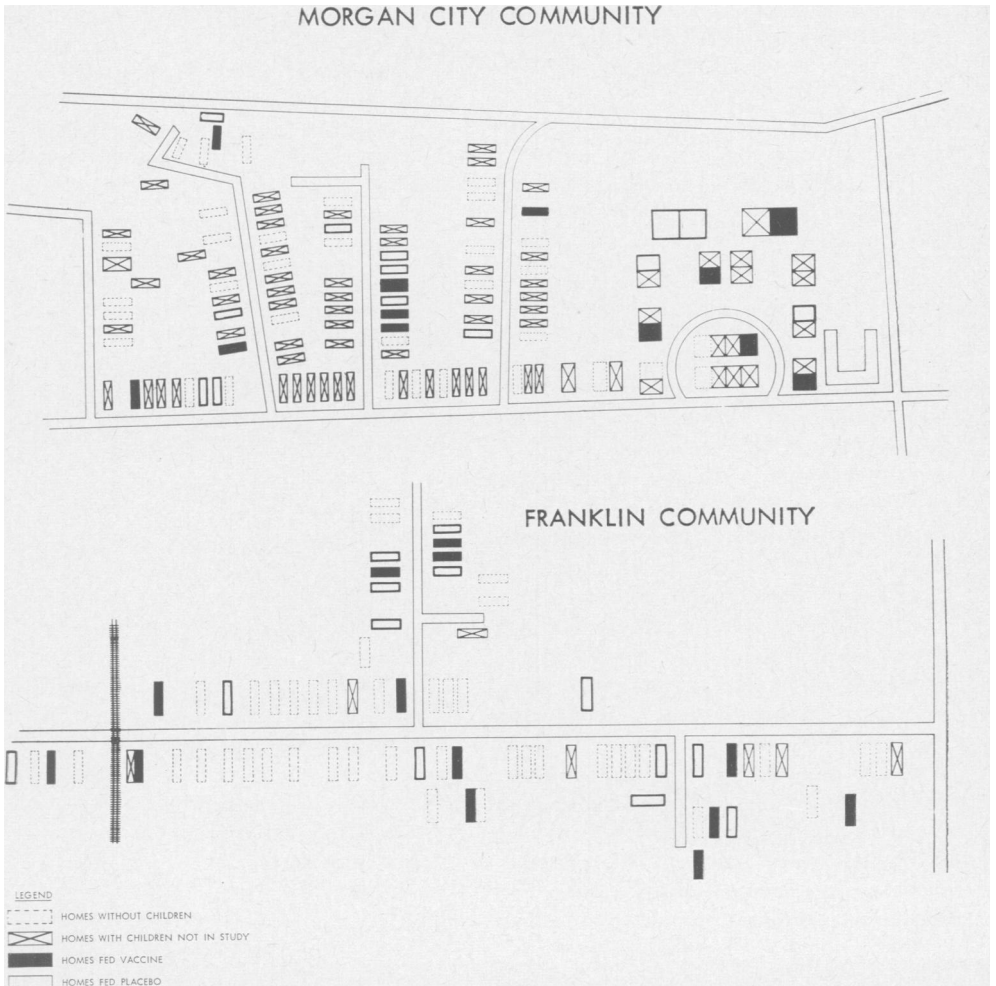 MORGAN CITY COMMUNITY
FRANKLIN COMMUNITY
LEGEND
HOMES WITHOUT CHILDREN
HOMES WITH CHILDREN NOT IN STUDY
HOMES FED VACCINE
HOMES FED PLACEBO